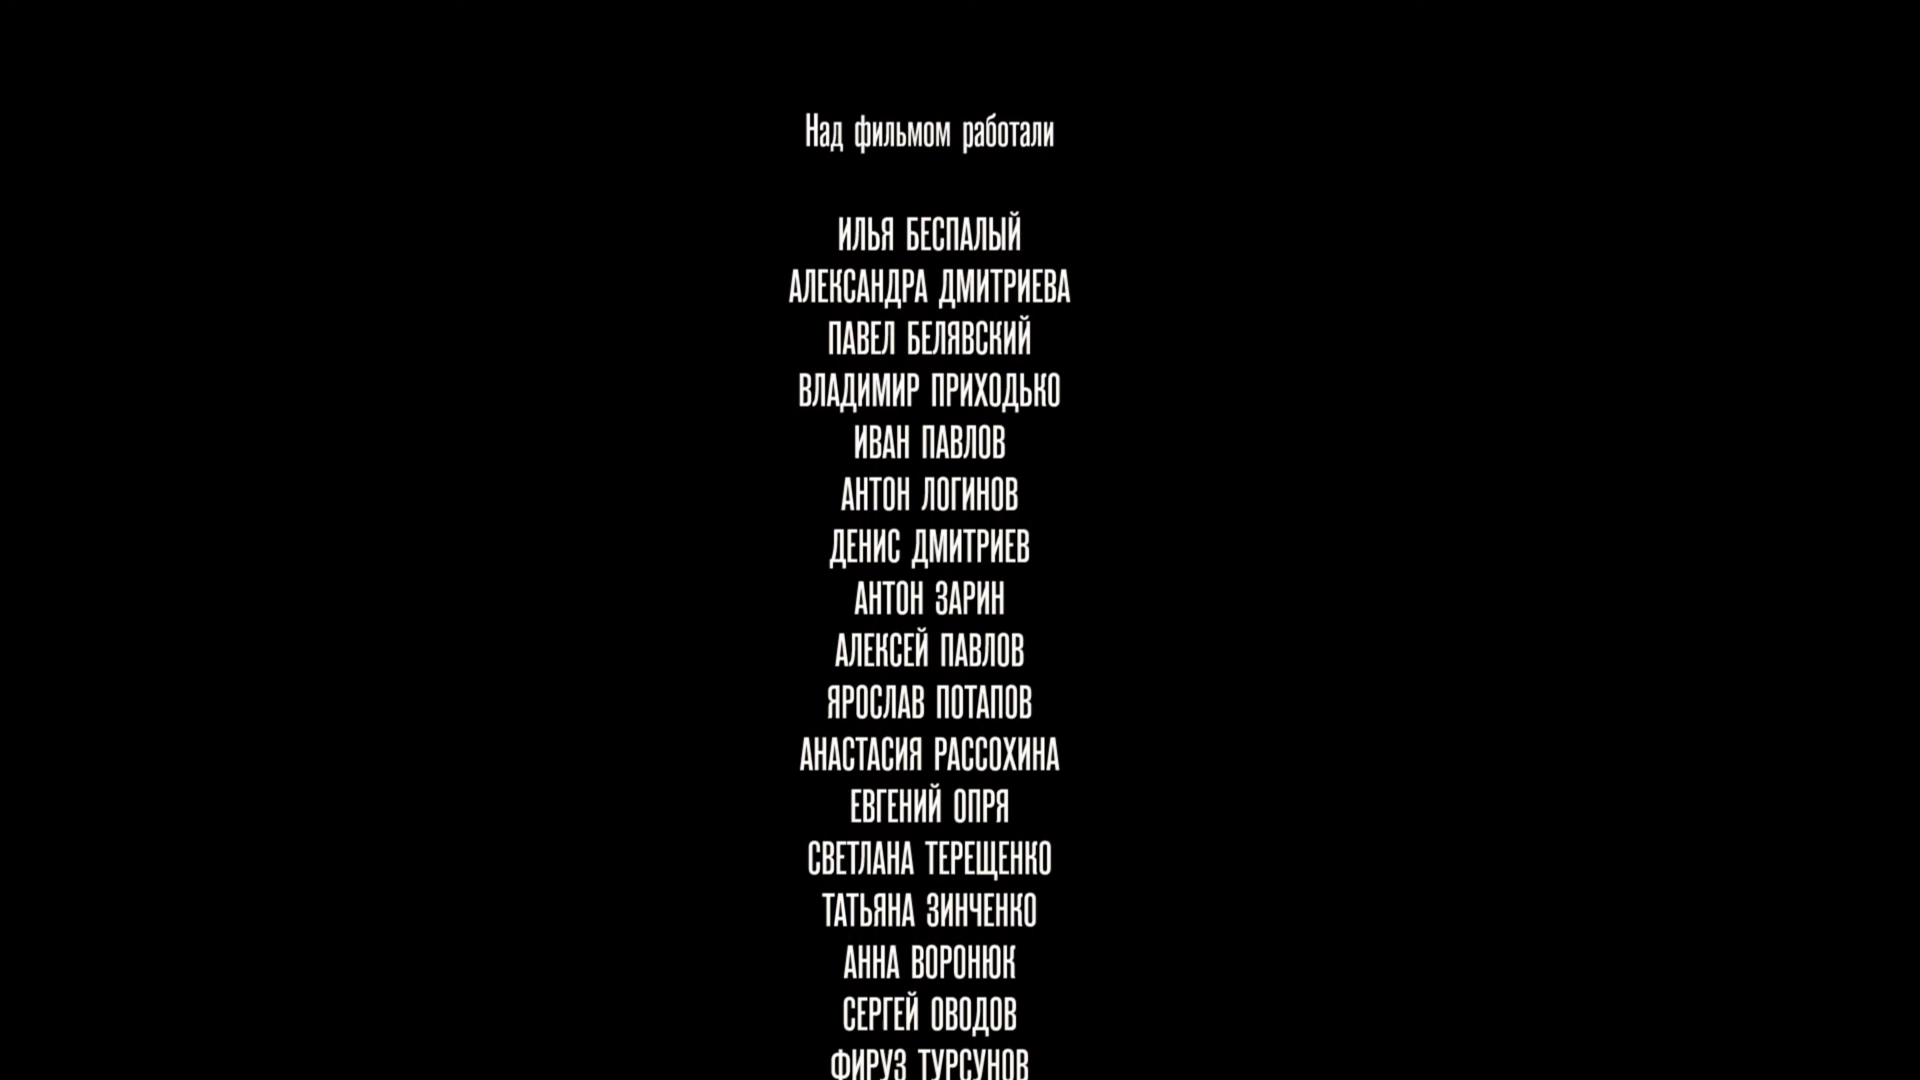 Над фильмом работали
ИЛЬЯ БЕСПАЛЫЙ
АЛЕКСАНДРА ДМИТРИЕВА
ПАВЕЛ БЕЛЯВСКИЙ
ВЛАДИМИР ПРИХОДЬКО
ИВАН ПАВЛОВ
АНТОН ЛОГИНОВ
ДЕНИС ДМИТРИЕВ
АНТОН ЗАРИН
АЛЕКСЕЙ ПАВЛОВ
ЯРОСЛАВ ПОТАПОВ
АНАСТАСИЯ РАССОХИНА
ЕВГЕНИЙ ОПРЯ
СВЕТЛАНА ТЕРЕЩЕНКО
ТАТЬЯНА ЗИНЧЕНКО
АННА ВОРОНЮК
СЕРГЕЙ ОВОДОВ
ФИРУЗ ТУРСУНОВ